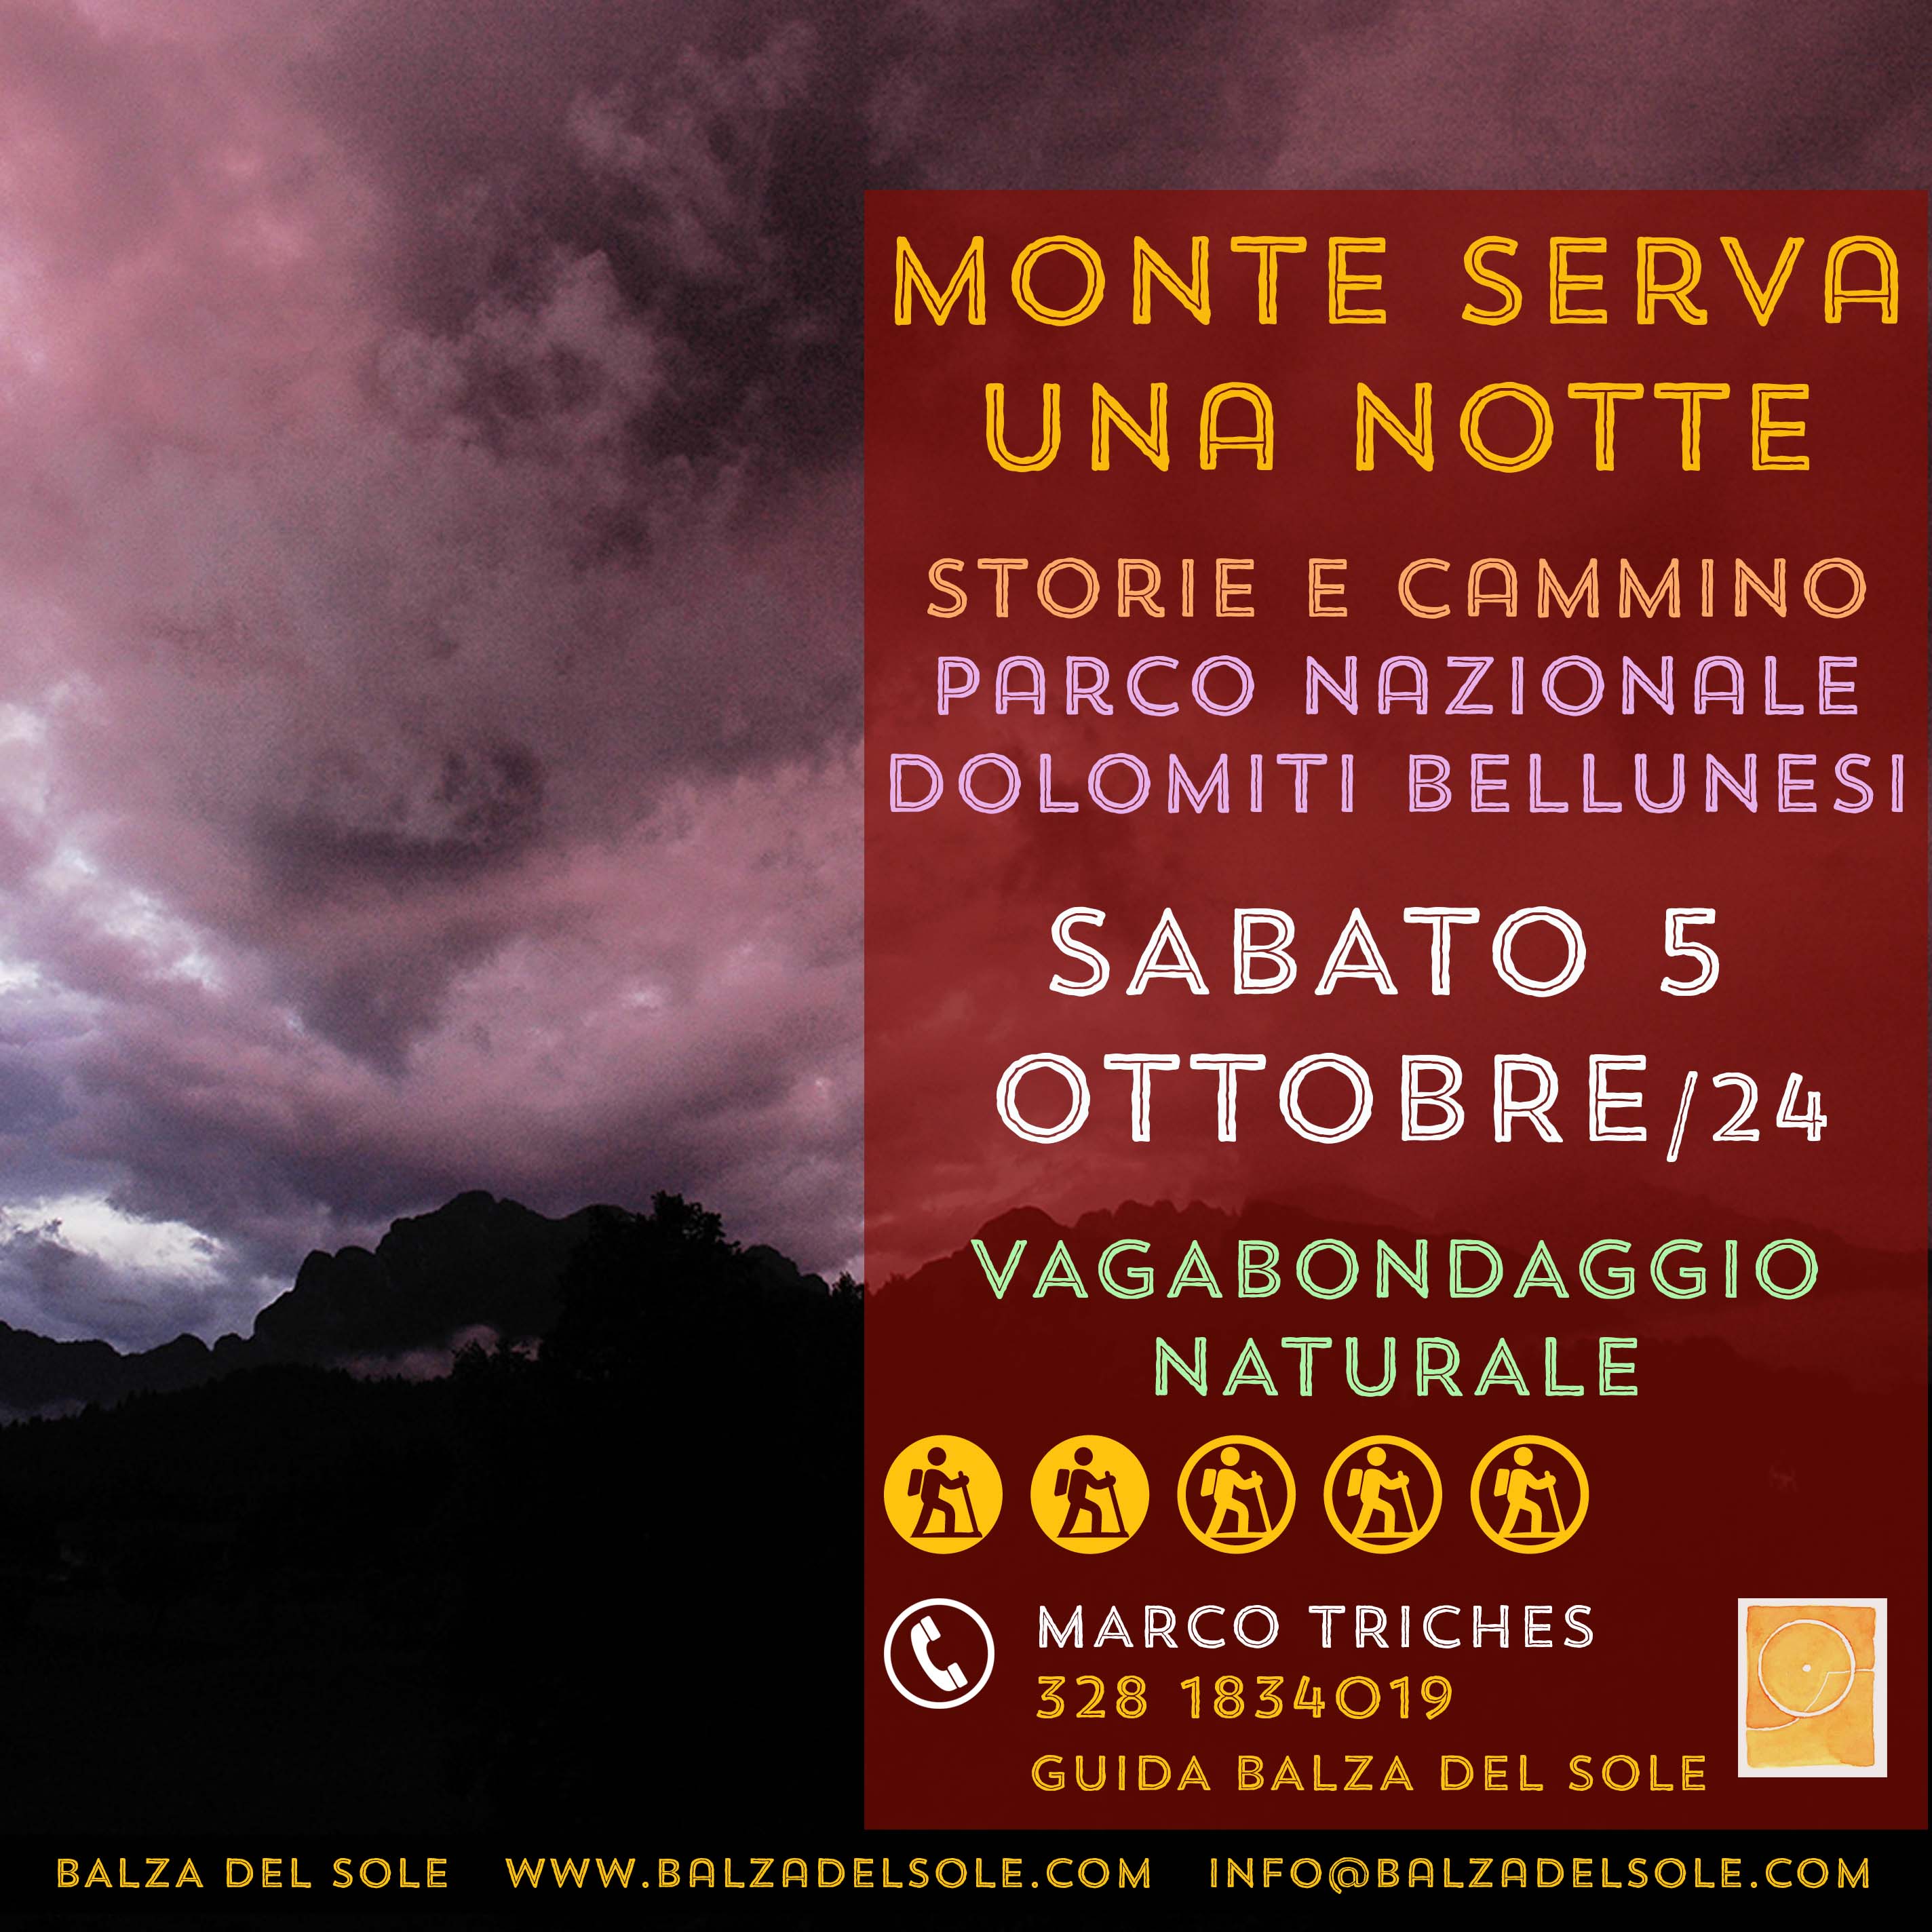 MONTE SERVA
UNA NOTTE
STORIE E CAMMINO
PARCO NAZIONALE
DOLOMITI BELLUNESI
SABATO 5
OTTOBRE/24
VAGABONDAGGIO
NATURALE
MARCO TRICHES
328 1834019
GUIDA BALZA DEL SOLE
BALZA DEL SOLE WWW.BALZADELSOLE.COM INFO@BALZADELSOLE.COM